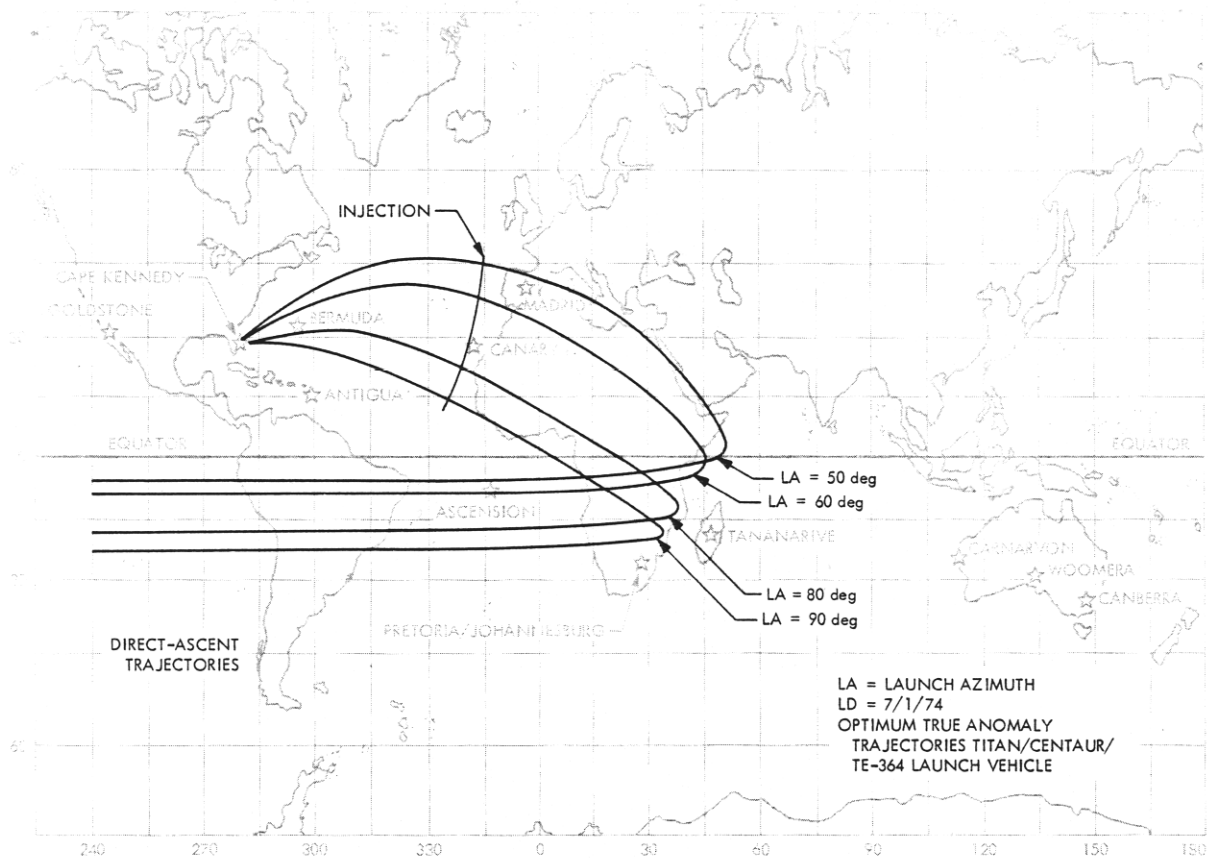 INJECTION
CAPE KENNEDY
GOLDSTONE
BERMUDA
MADRID
ANTIGUA
EQUATOR
EQUATOR
LA = 50 deg
LA = 60 deg
ASCENSION
TANANARIVE
CARNARVON
WOOMERA
CANBERRA
LA = 80 deg
LA = 90 deg
PRETORIA/JOHANNESBURG
DIRECT-ASCENT
TRAJECTORIES
LA = LAUNCH AZIMUTH
LD = 7/1/74
OPTIMUM TRUE ANOMALY
TRAJECTORIES TITAN/CENTAUR/
TE-364 LAUNCH VEHICLE
240 270 300 330 0 30 60 90 120 150 180